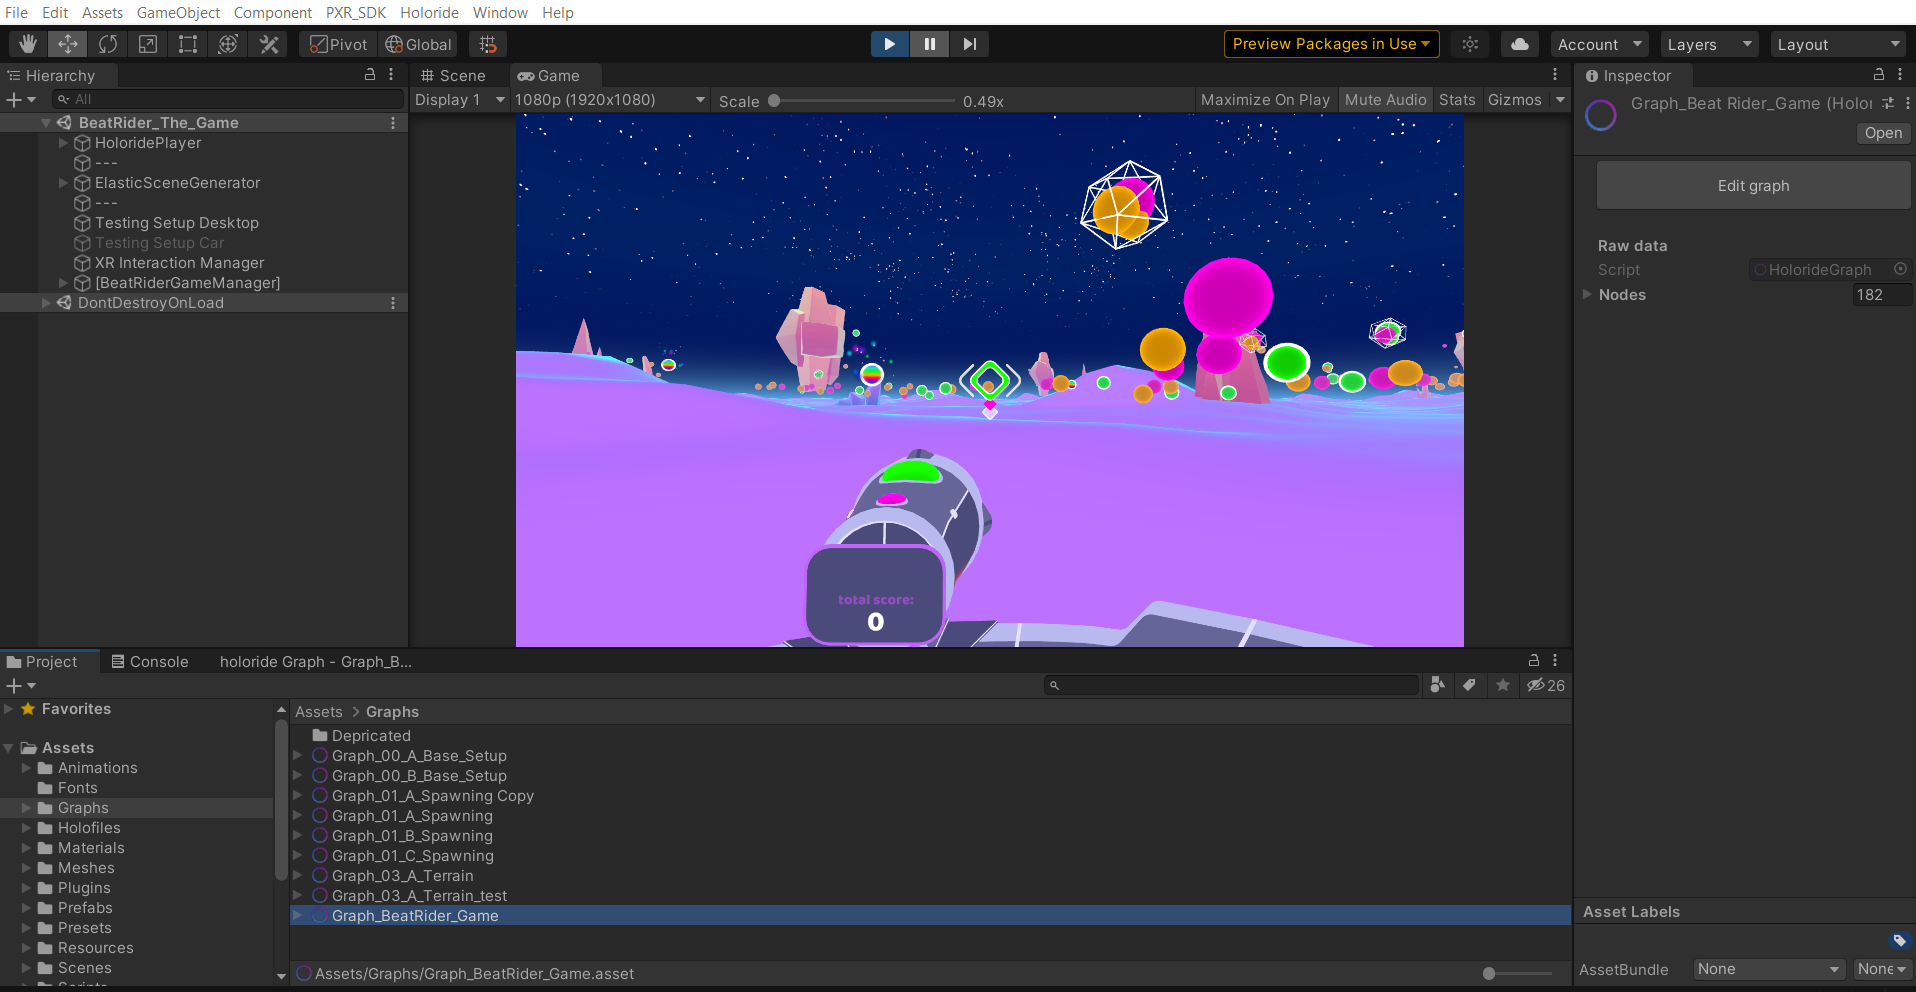 File Edit Assets GameObject Component PXR_SDK Holoride Window Help
Pivot Global Preview Packages in Use Account Layers Layout
Hierarchy
All
BeatRider_The_Game
HoloridePlayer
---
ElasticSceneGenerator
---
Testing Setup Desktop
Testing Setup Car
XR Interaction Manager
[BeatRiderGameManager]
DontDestroyOnLoad
Scene Game
Display 1 1080p (1920x1080) Scale 0.49x Maximize On Play Mute Audio Stats Gizmos
total score:
0
Inspector
Graph_Beat Rider_Game (Holor
Open
Edit graph
Raw data
Script HolorideGraph
Nodes 182
Project Console holoride Graph - Graph_B...
26
Favorites
Assets
Animations
Fonts
Graphs
Holofiles
Materials
Meshes
Plugins
Prefabs
Presets
Resources
Scenes
Assets > Graphs
Depricated
Graph_00_A_Base_Setup
Graph_00_B_Base_Setup
Graph_01_A_Spawning Copy
Graph_01_A_Spawning
Graph_01_B_Spawning
Graph_01_C_Spawning
Graph_03_A_Terrain
Graph_03_A_Terrain_test
Graph_BeatRider_Game
Assets/Graphs/Graph_BeatRider_Game.asset
Asset Labels
AssetBundle None None